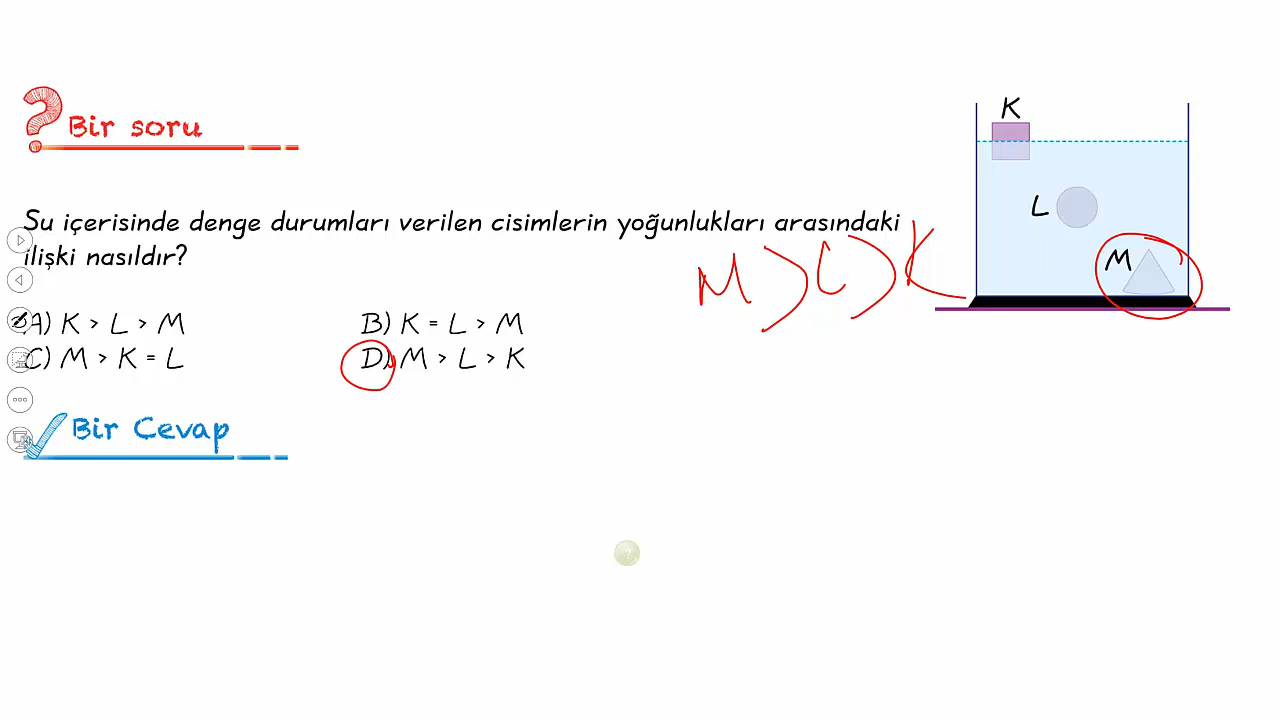 Bir soru
K
L
M
Su içerisinde denge durumları verilen cisimlerin yoğunlukları arasındaki
ilişki nasıldır?
M > L > K
A) K > L > M
B) K = L > M
C) M > K = L
D) M > L > K
Bir Cevap